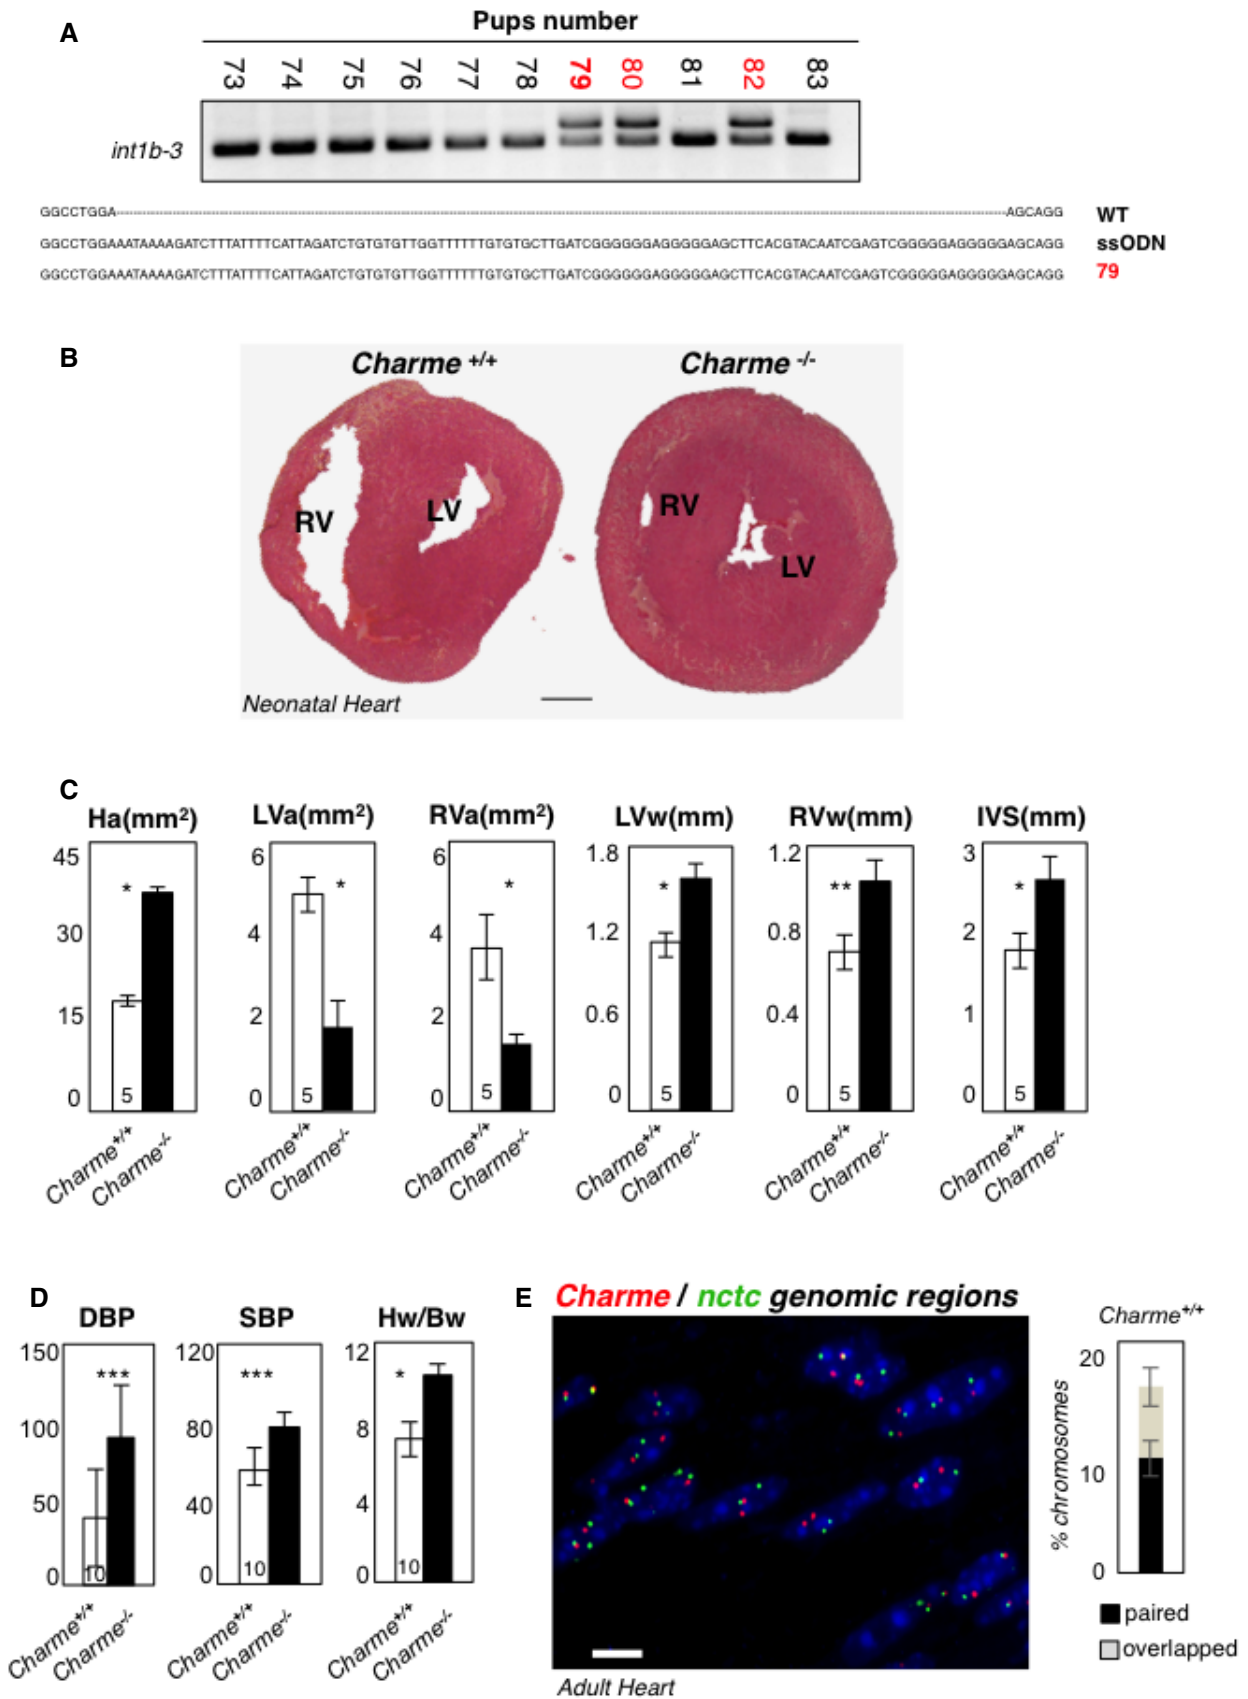 A
Pups number
73 74 75 76 77 78 79 80 81 82 83
int1b-3
GGCCTGGA AGCAGG WT
GGCCTGGAAATAAAAGATCTTTATTTTCATTAGATCTGTGTGTTGGTTTTTTGTGTGCTTGATCGGGGGGAGGGGGAGCTTCACGTACAATCGAGTCGGGGGAGGGGGAGCAGG ssODN
GGCCTGGAAATAAAAGATCTTTATTTTCATTAGATCTGTGTGTTGGTTTTTTGTGTGCTTGATCGGGGGGAGGGGGAGCTTCACGTACAATCGAGTCGGGGGAGGGGGAGCAGG 79
B
Charme +/+
Charme -/-
RV
LV
RV
LV
Neonatal Heart
C
Ha(mm²)
45
30
15
0
*
5
Charme+/+
Charme-/-
LVa(mm²)
6
4
2
0
*
5
Charme+/+
Charme-/-
RVa(mm²)
6
4
2
0
*
5
Charme+/+
Charme-/-
LVw(mm)
1.8
1.2
0.6
0
*
5
Charme+/+
Charme-/-
RVw(mm)
1.2
0.8
0.4
0
**
5
Charme+/+
Charme-/-
IVS(mm)
3
2
1
0
*
5
Charme+/+
Charme-/-
D
DBP
150
100
50
0
***
10
Charme+/+
Charme-/-
SBP
120
80
40
0
***
10
Charme+/+
Charme-/-
Hw/Bw
12
8
4
0
*
10
Charme+/+
Charme-/-
E
Charme / nctc genomic regions
Adult Heart
Charme+/+
% chromosomes
20
10
0
paired
overlapped